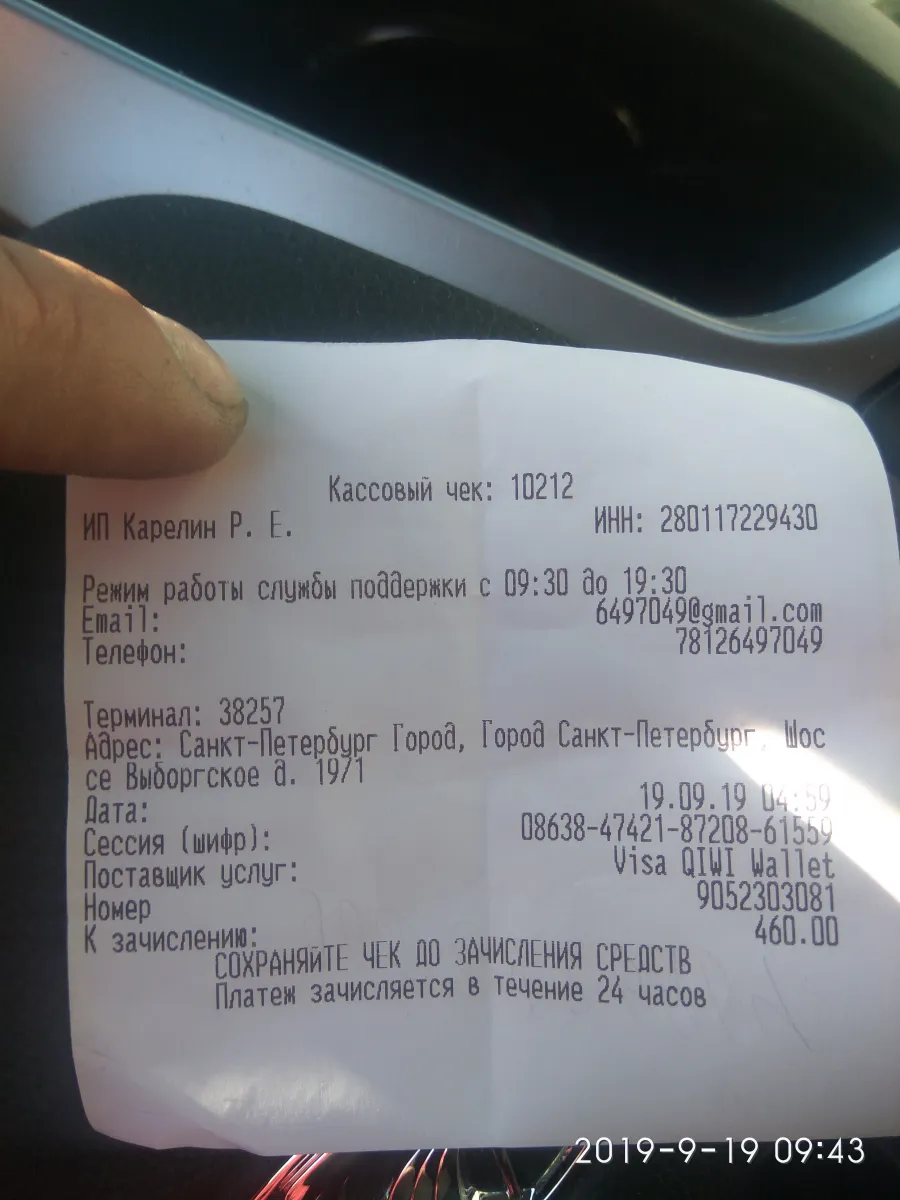 Кассовый чек: 10212
ИП Карелин Р. Е. ИНН: 280117229430
Режим работы службы поддержки с 09:30 до 19:30
Email: 6497049@gmail.com
Телефон: 78126497049
Терминал: 38257
Адрес: Санкт-Петербург Город, Город Санкт-Петербург, Шос
се Выборгское д. 19/1
Дата: 19.09.19 04:59
Сессия (шифр): 08638-47421-87208-61559
Поставщик услуг: Visa QIWI Wallet
Номер 9052303081
К зачислению: 460.00
СОХРАНЯЙТЕ ЧЕК ДО ЗАЧИСЛЕНИЯ СРЕДСТВ
Платеж зачисляется в течение 24 часов
2019-9-19 09:43